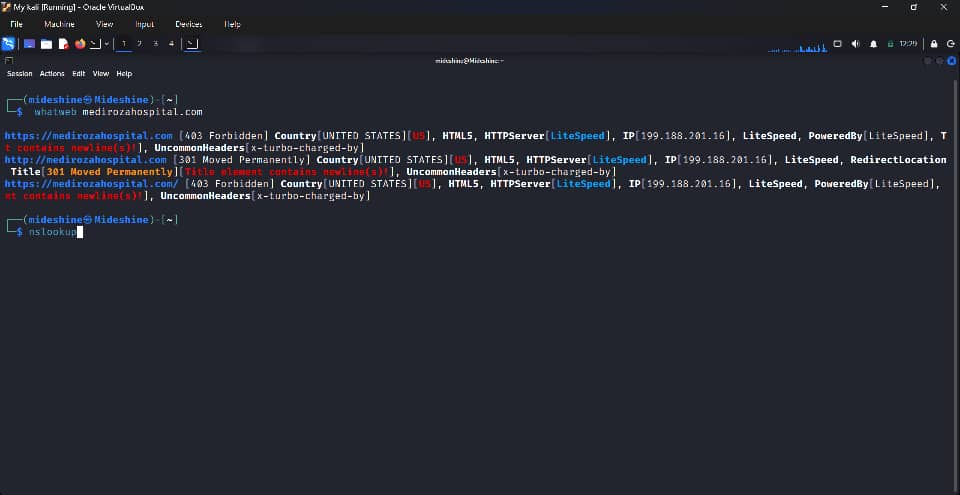 My kali [Running] - Oracle VirtualBox
File Machine View Input Devices Help
1 2 3 4 12:29
mideshine@Mideshine: ~
Session Actions Edit View Help
┌──(mideshine㉿Mideshine)-[~]
└─$ whatweb medirozahospital.com
https://medirozahospital.com [403 Forbidden] Country[UNITED STATES][US], HTML5, HTTPServer[LiteSpeed], IP[199.188.201.16], LiteSpeed, PoweredBy[LiteSpeed], T
t contains newline(s)!], UncommonHeaders[x-turbo-charged-by]
http://medirozahospital.com [301 Moved Permanently] Country[UNITED STATES][US], HTML5, HTTPServer[LiteSpeed], IP[199.188.201.16], LiteSpeed, RedirectLocation
Title[301 Moved Permanently][Title element contains newline(s)!], UncommonHeaders[x-turbo-charged-by]
https://medirozahospital.com/ [403 Forbidden] Country[UNITED STATES][US], HTML5, HTTPServer[LiteSpeed], IP[199.188.201.16], LiteSpeed, PoweredBy[LiteSpeed],
nt contains newline(s)!], UncommonHeaders[x-turbo-charged-by]
┌──(mideshine㉿Mideshine)-[~]
└─$ nslookup